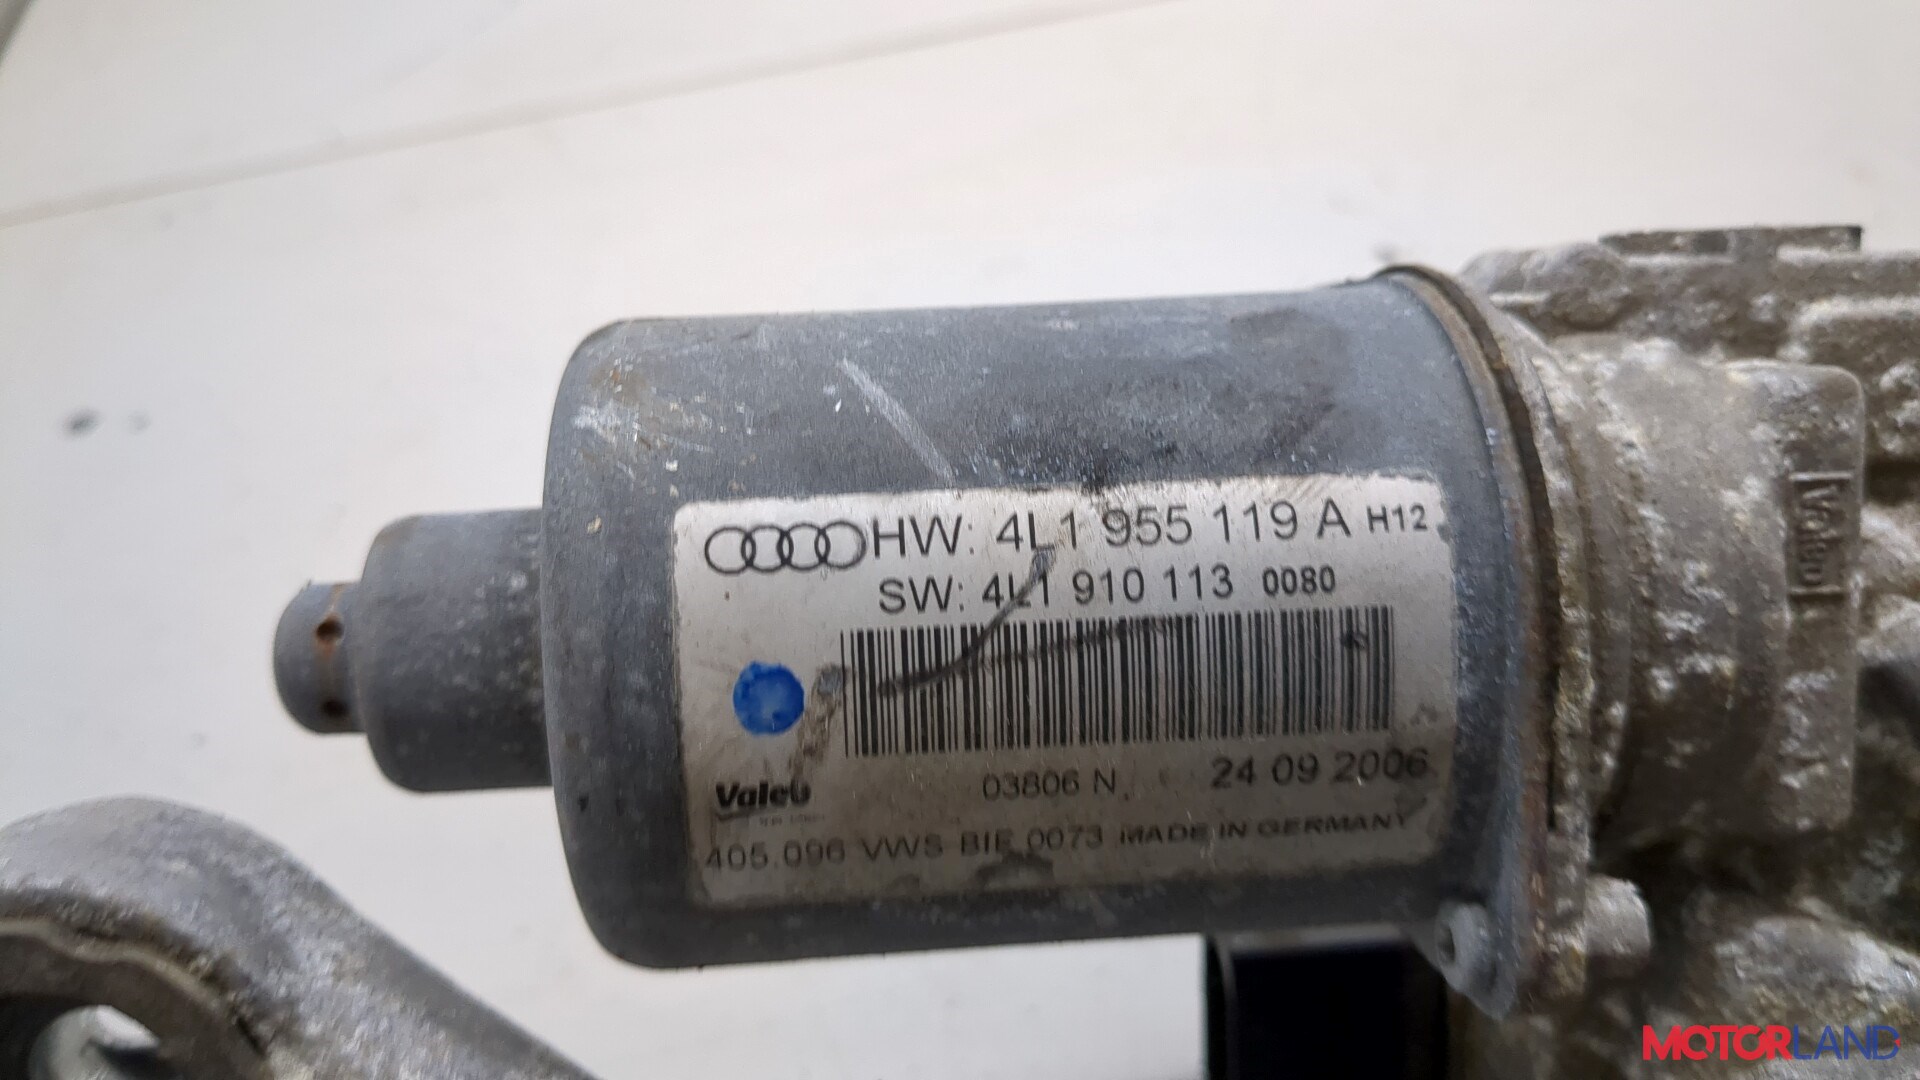 HW: 4L1 955 119 A H12
SW: 4L1 910 113 0080
Valeo
03806 N 24 09 2006
405.096 VWS BIE 0073 MADE IN GERMANY
Valeo
MOTORLAND